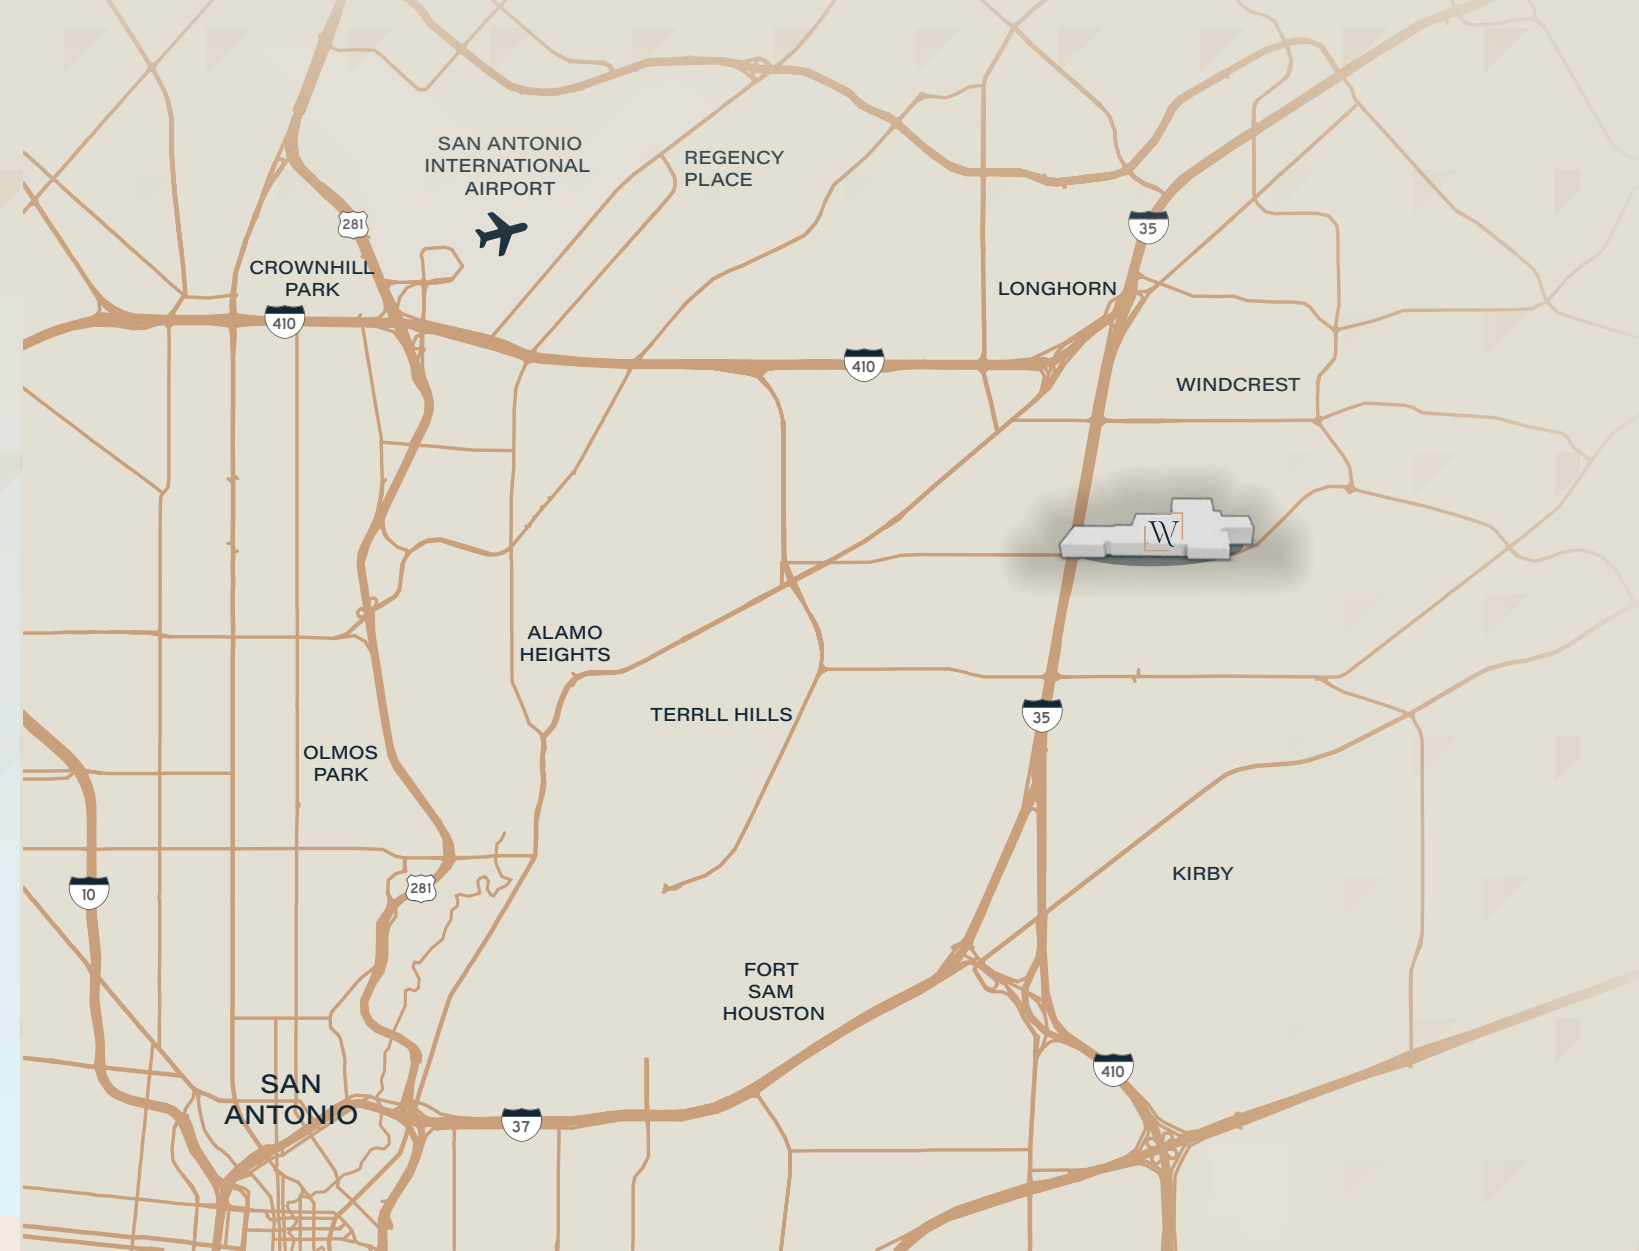 SAN ANTONIO
INTERNATIONAL
AIRPORT
REGENCY
PLACE
281
35
CROWNHILL
PARK
LONGHORN
410
410
WINDCREST
W
ALAMO
HEIGHTS
TERRLL HILLS
35
OLMOS
PARK
KIRBY
10
281
FORT
SAM
HOUSTON
410
SAN
ANTONIO
37